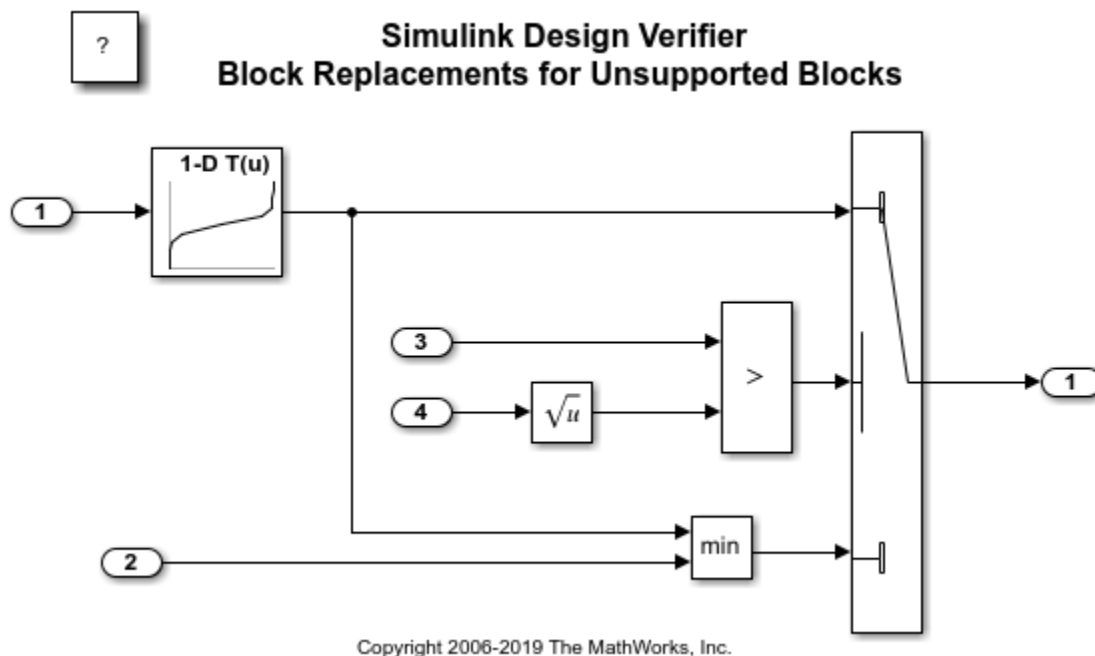 ?
Simulink Design Verifier
Block Replacements for Unsupported Blocks
1-D T(u)
1
3
>
4
√u
1
min
2
Copyright 2006-2019 The MathWorks, Inc.